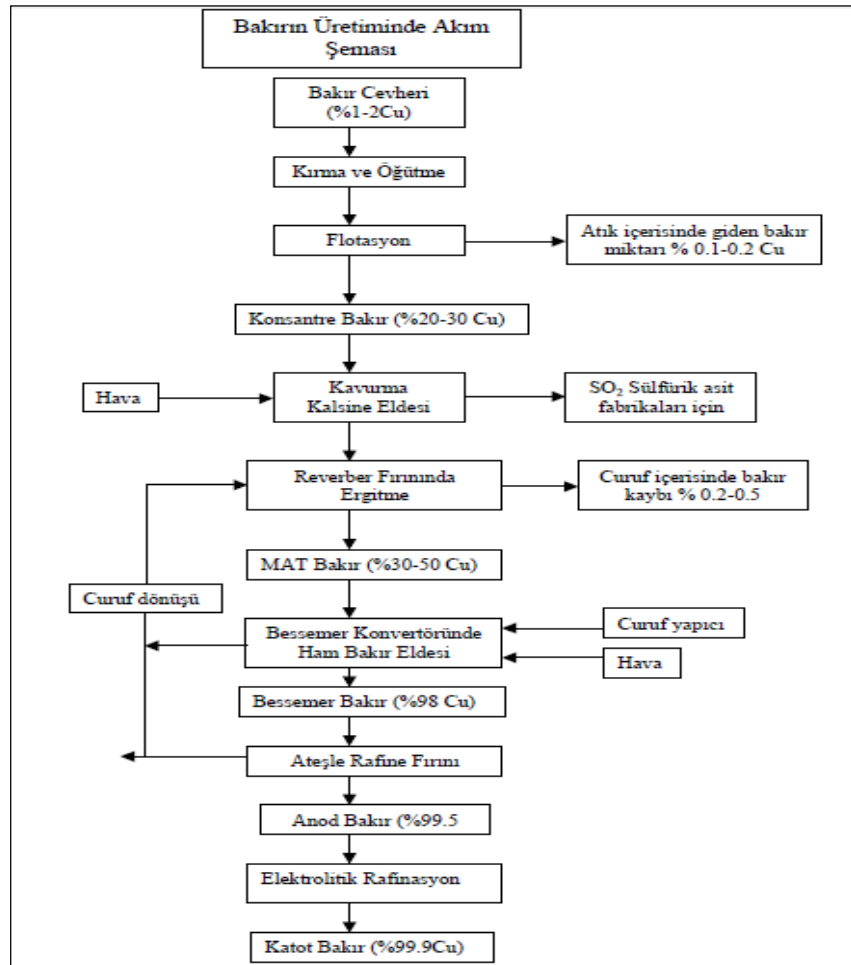 Bakırın Üretiminde Akım
Şeması
Bakır Cevheri
(%1-2Cu)
Kırma ve Öğütme
Flotasyon
Atık içerisinde giden bakır
miktarı % 0.1-0.2 Cu
Konsantre Bakır (%20-30 Cu)
Hava
Kavurma
Kalsine Eldesi
SO₂ Sülfürik asit
fabrikaları için
Reverber Fırınında
Ergitme
Curuf içerisinde bakır
kaybı % 0.2-0.5
MAT Bakır (%30-50 Cu)
Curuf dönüşü
Bessemer Konvertöründe
Ham Bakır Eldesi
Curuf yapıcı
Hava
Bessemer Bakır (%98 Cu)
Ateşle Rafine Fırını
Anod Bakır (%99.5
Elektrolitik Rafinasyon
Katot Bakır (%99.9Cu)